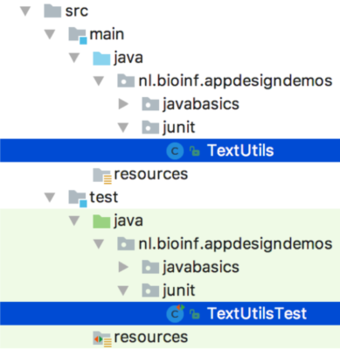 src
main
java
nl.bioinf.appdesigndemos
javabasics
junit
TextUtils
resources
test
java
nl.bioinf.appdesigndemos
javabasics
junit
TextUtilsTest
resources